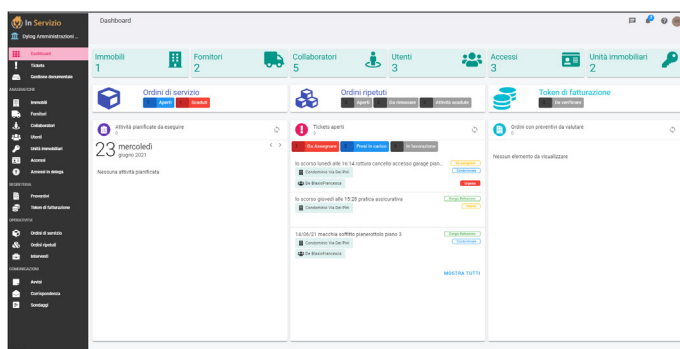 In Servizio
Dylog Amministrazioni ...
Dashboard
Tickets
Gestione documentale
ANAGRAFICHE
Immobili
Fornitori
Collaboratori
Utenti
Unità immobiliari
Accessi
Accessi in delega
SEGRETERIA
Preventivi
Token di fatturazione
OPERATIVITÀ
Ordini di servizio
Ordini ripetuti
Interventi
COMUNICAZIONI
Avvisi
Corrispondenza
Sondaggi
Dashboard
Immobili
1
Fornitori
2
Collaboratori
5
Utenti
3
Accessi
3
Unità immobiliari
2
Ordini di servizio
Aperti
Scaduti
Ordini ripetuti
Aperti
Da rinnovare
Attività scadute
Token di fatturazione
Da verificare
Attività pianificate da eseguire
0
23 mercoledì
giugno 2021
Nessuna attività pianificata
Tickets aperti
Da Assegnare
Presi in carico
In lavorazione
lo scorso lunedì alle 16:14 rottura cancello accesso garage pian...
Condominio Via Dei Pini
De BiasoFrancesca
Urgente
lo scorso giovedì alle 15:28 pratica assicurativa
Condominio Via Dei Pini
14/06/21 macchia soffitto pianerottolo piano 3
Condominio Via Dei Pini
De BiasoFrancesca
MOSTRA TUTTI
Ordini con preventivi da valutare
0
Nessun elemento da visualizzare